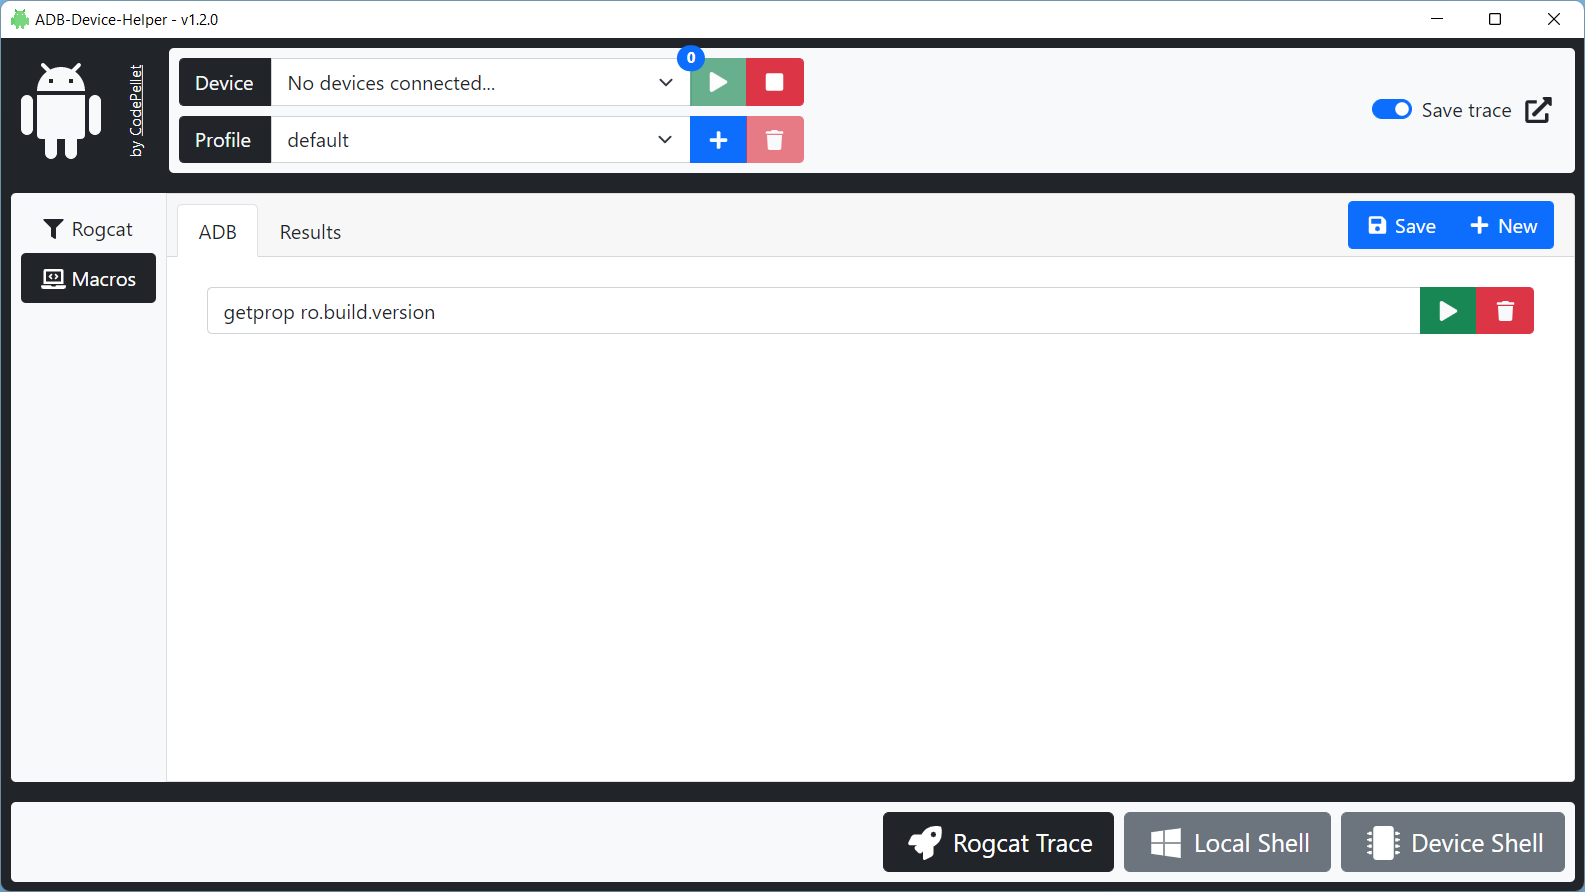 ADB-Device-Helper - v1.2.0
by CodePellet
Device No devices connected... 0
Profile default
Save trace
Rogcat
Macros
ADB Results
Save New
getprop ro.build.version
Rogcat Trace Local Shell Device Shell